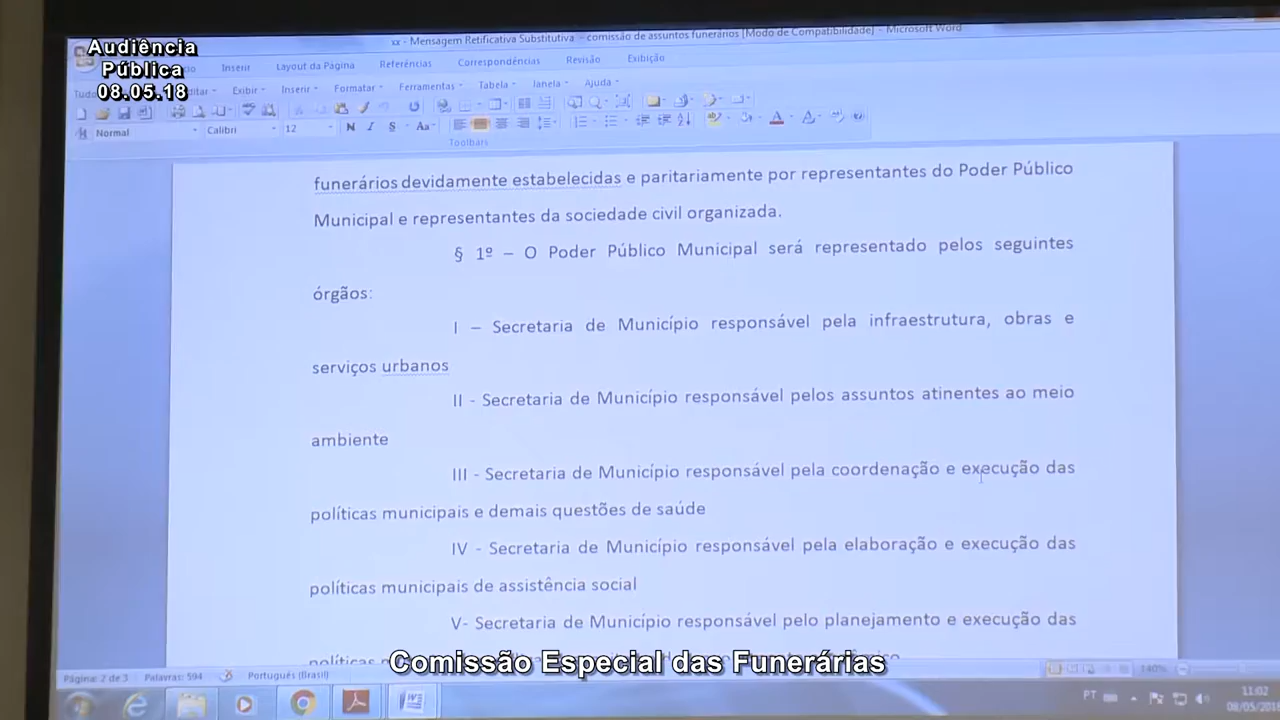 xx - Mensagem Retificativa Substitutiva - comissão de assuntos funerários [Modo de Compatibilidade] - Microsoft Word
Audiência
Pública
08.05.18
Inserir Layout da Página Referências Correspondências Revisão Exibição
Exibir Inserir Formatar Ferramentas Tabela Janela Ajuda
Normal Calibri 12 N I S Aa
Toolbars
funerários devidamente estabelecidas e paritariamente por representantes do Poder Público
Municipal e representantes da sociedade civil organizada.
§ 1º – O Poder Público Municipal será representado pelos seguintes
órgãos:
I – Secretaria de Município responsável pela infraestrutura, obras e
serviços urbanos
II - Secretaria de Município responsável pelos assuntos atinentes ao meio
ambiente
III - Secretaria de Município responsável pela coordenação e execução das
políticas municipais e demais questões de saúde
IV - Secretaria de Município responsável pela elaboração e execução das
políticas municipais de assistência social
V- Secretaria de Município responsável pelo planejamento e execução das
políticas
Comissão Especial das Funerárias
Página: 2 de 3 Palavras: 594 Português (Brasil) 140%
PT 11:02